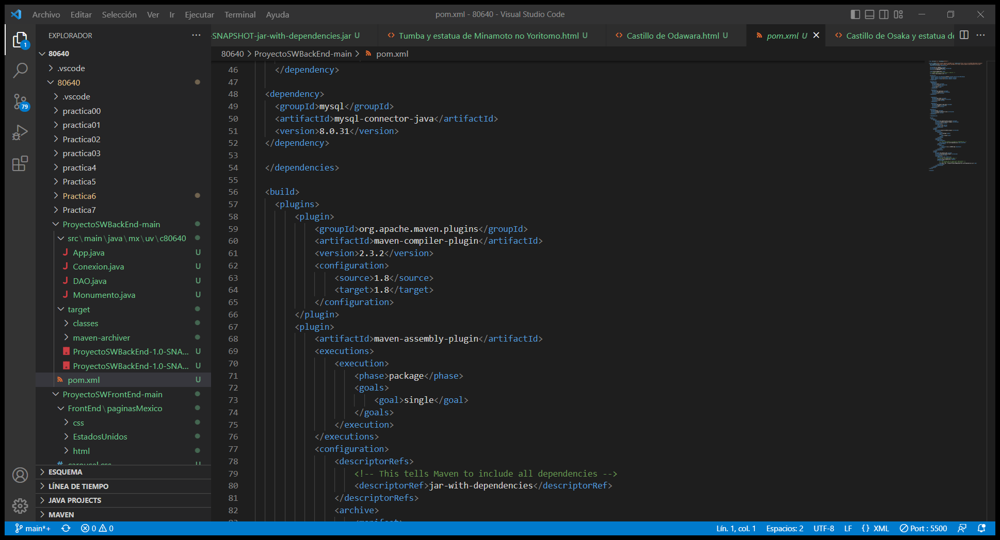 Archivo Editar Selección Ver Ir Ejecutar Terminal Ayuda
pom.xml - 80640 - Visual Studio Code
EXPLORADOR
-SNAPSHOT-jar-with-dependencies.jar U
Tumba y estatua de Minamoto no Yoritomo.html U
Castillo de Odawara.html U
pom.xml U
Castillo de Osaka y estatua de
80640 > ProyectoSWBackEnd-main > pom.xml
1
79
80640
.vscode
80640
.vscode
practica00
practica01
Practica02
practica03
practica4
Practica5
Practica6
Practica7
ProyectoSWBackEnd-main
src\main\java\mx\uv\c80640
App.java U
Conexion.java U
DAO.java U
Monumento.java U
target
classes
maven-archiver
ProyectoSWBackEnd-1.0-SNA... U
ProyectoSWBackEnd-1.0-SNA... U
pom.xml U
ProyectoSWFrontEnd-main
FrontEnd\paginasMexico
css
EstadosUnidos
html
carousel.css U
ESQUEMA
LÍNEA DE TIEMPO
JAVA PROJECTS
MAVEN
46 </dependency>
47
48 <dependency>
49 <groupId>mysql</groupId>
50 <artifactId>mysql-connector-java</artifactId>
51 <version>8.0.31</version>
52 </dependency>
53
54 </dependencies>
55
56 <build>
57 <plugins>
58 <plugin>
59 <groupId>org.apache.maven.plugins</groupId>
60 <artifactId>maven-compiler-plugin</artifactId>
61 <version>2.3.2</version>
62 <configuration>
63 <source>1.8</source>
64 <target>1.8</target>
65 </configuration>
66 </plugin>
67 <plugin>
68 <artifactId>maven-assembly-plugin</artifactId>
69 <executions>
70 <execution>
71 <phase>package</phase>
72 <goals>
73 <goal>single</goal>
74 </goals>
75 </execution>
76 </executions>
77 <configuration>
78 <descriptorRefs>
79 <!-- This tells Maven to include all dependencies -->
80 <descriptorRef>jar-with-dependencies</descriptorRef>
81 </descriptorRefs>
82 <archive>
83 <manifest>
main*+ 0 0
Lín. 1, col. 1 Espacios: 2 UTF-8 LF {} XML Port : 5500